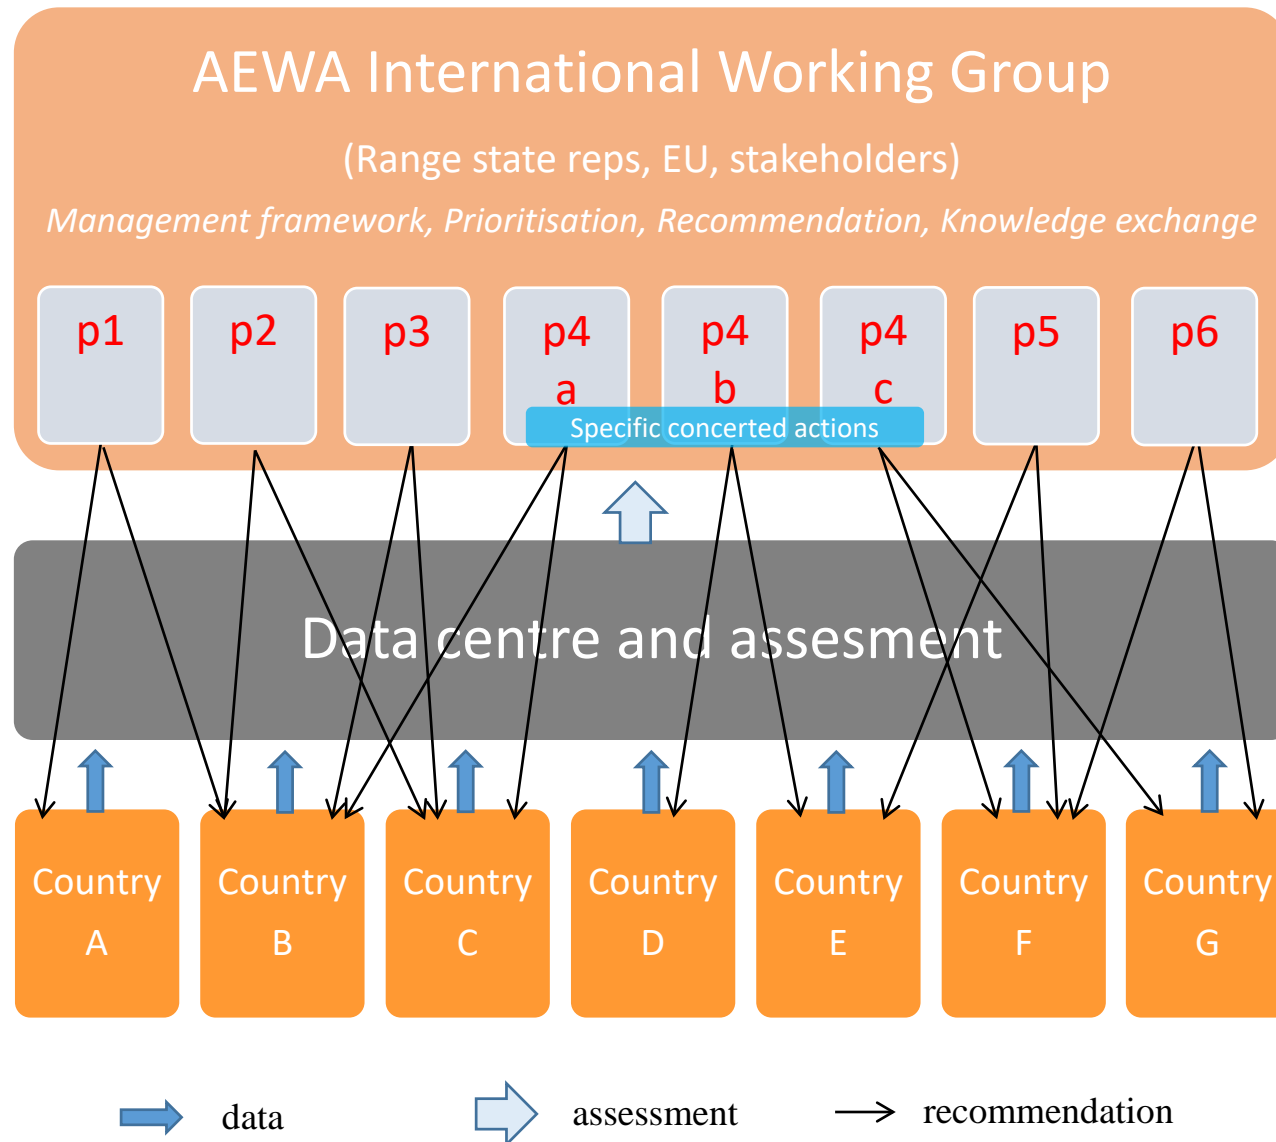 AEWA International Working Group
(Range state reps, EU, stakeholders)
Management framework, Prioritisation, Recommendation, Knowledge exchange
p1
p2
p3
p4
a
p4
b
p4
c
p5
p6
Specific concerted actions
Data centre and assesment
Country
A
Country
B
Country
C
Country
D
Country
E
Country
F
Country
G
data
assessment
recommendation